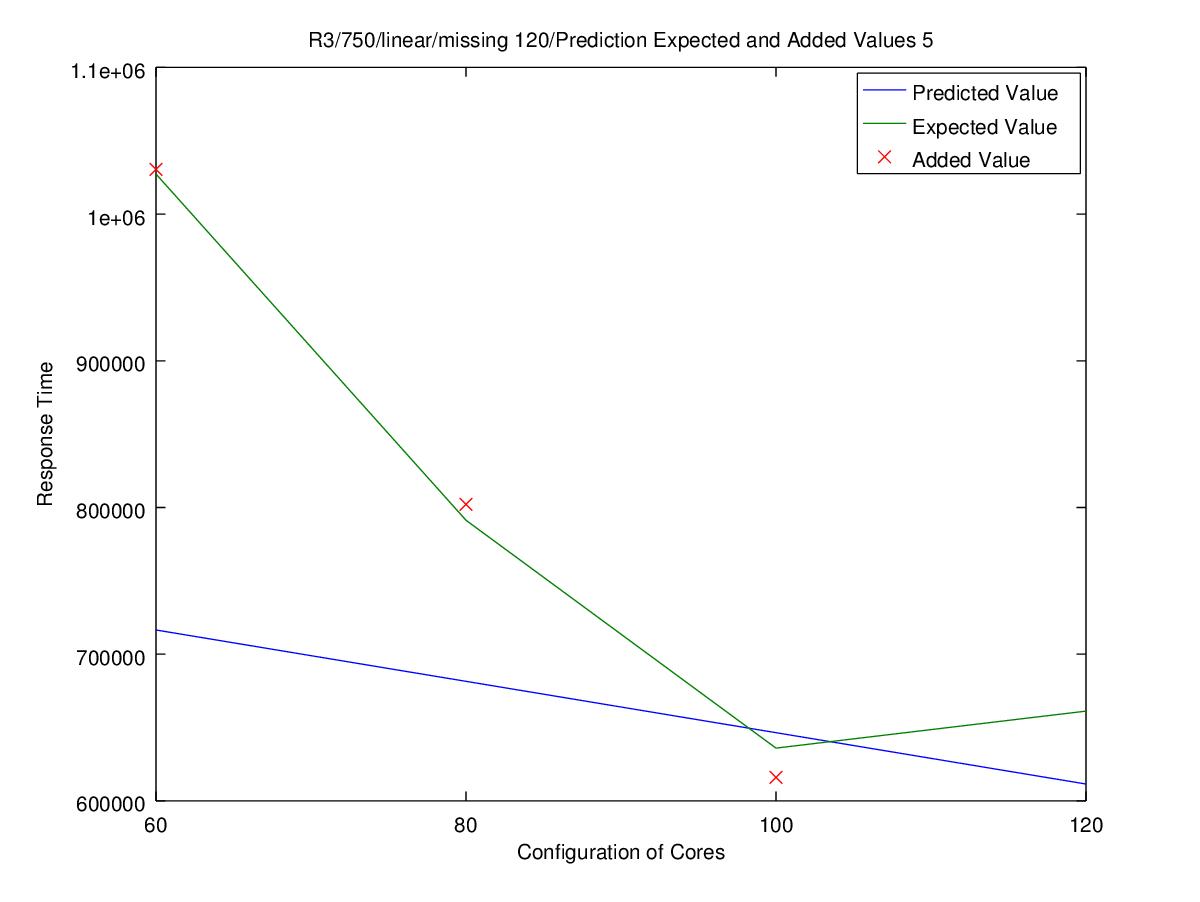 R3/750/linear/missing 120/Prediction Expected and Added Values 5
1.1e+06
1e+06
900000
800000
700000
600000
Response Time
Predicted Value
Expected Value
Added Value
60
80
100
120
Configuration of Cores